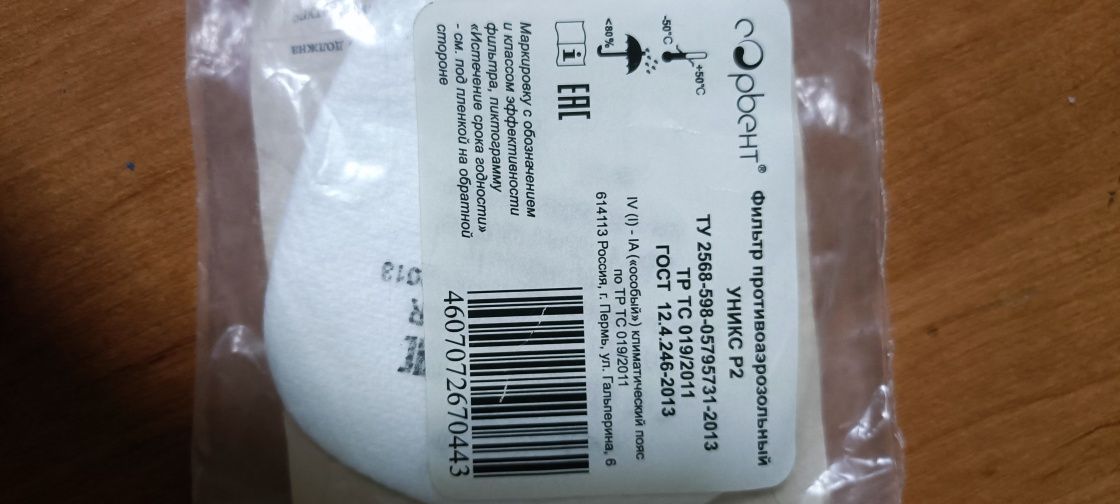 сорбент®
Фильтр противоаэрозольный
УНИКС Р2
ТУ 2568-598-05795731-2013
ТР ТС 019/2011
ГОСТ 12.4.246-2013
-50°C
+50°C
<80%
i
ЕАС
IV (I) - IA («особый») климатический пояс
по ТР ТС 019/2011
614113 Россия, г. Пермь, ул. Гальперина, 6
Маркировку с обозначением
и классом эффективности
фильтра, пиктограмму
«Истечение срока годности»
- см. под пленкой на обратной
стороне
4607072670443
должна